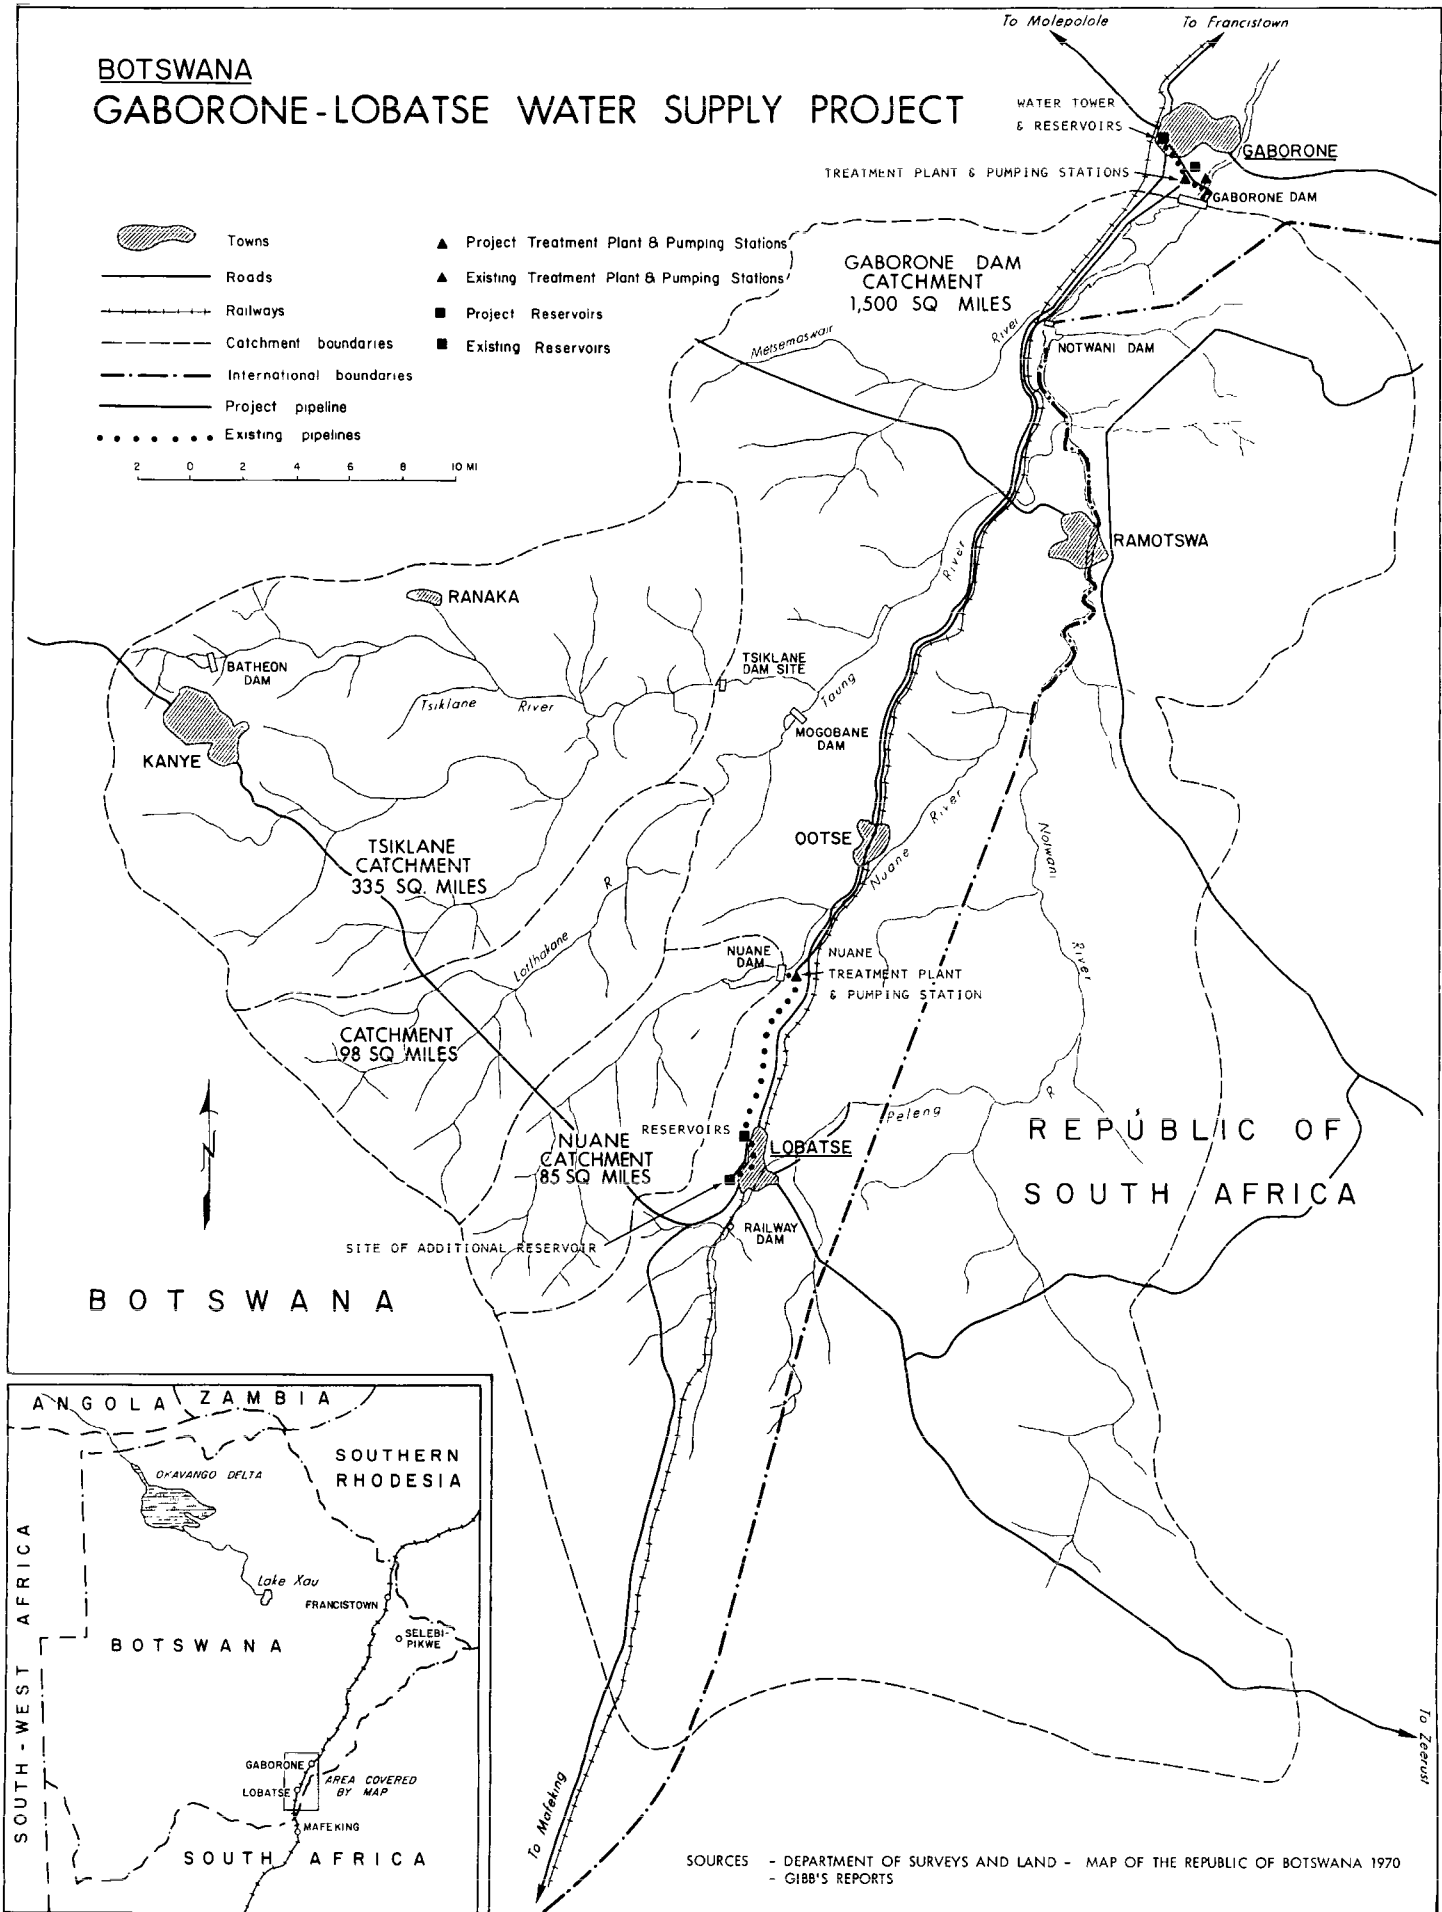 To Molepolole
To Francistown
BOTSWANA
GABORONE-LOBATSE WATER SUPPLY PROJECT
WATER TOWER
& RESERVOIRS
GABORONE
TREATMENT PLANT & PUMPING STATIONS
GABORONE DAM
Towns
Roads
Railways
Catchment boundaries
International boundaries
Project pipeline
Existing pipelines
Project Treatment Plant & Pumping Stations
Existing Treatment Plant & Pumping Stations
Project Reservoirs
Existing Reservoirs
2 0 2 4 6 8 10 MI
GABORONE DAM
CATCHMENT
1,500 SQ MILES
Metsemaswair
River
NOTWANI DAM
RAMOTSWA
River
RANAKA
BATHEON
DAM
TSIKLANE
DAM SITE
Tsiklane River
Taung
MOGOBANE
DAM
KANYE
OOTSE
River
Nuane
Notwani
TSIKLANE
CATCHMENT
335 SQ. MILES
R
Lotlhakane
NUANE
DAM
NUANE
TREATMENT PLANT
& PUMPING STATION
River
CATCHMENT
98 SQ MILES
R
Peleng
RESERVOIRS
LOBATSE
NUANE
CATCHMENT
85 SQ MILES
REPUBLIC OF
SOUTH AFRICA
RAILWAY
DAM
SITE OF ADDITIONAL RESERVOIR
BOTSWANA
ANGOLA
ZAMBIA
SOUTHERN
RHODESIA
OKAVANGO DELTA
SOUTH-WEST AFRICA
Lake Xau
FRANCISTOWN
SELEBI-
PIKWE
BOTSWANA
GABORONE
LOBATSE
AREA COVERED
BY MAP
MAFEKING
SOUTH AFRICA
To Mafeking
To Zeerust
SOURCES - DEPARTMENT OF SURVEYS AND LAND - MAP OF THE REPUBLIC OF BOTSWANA 1970
- GIBB'S REPORTS